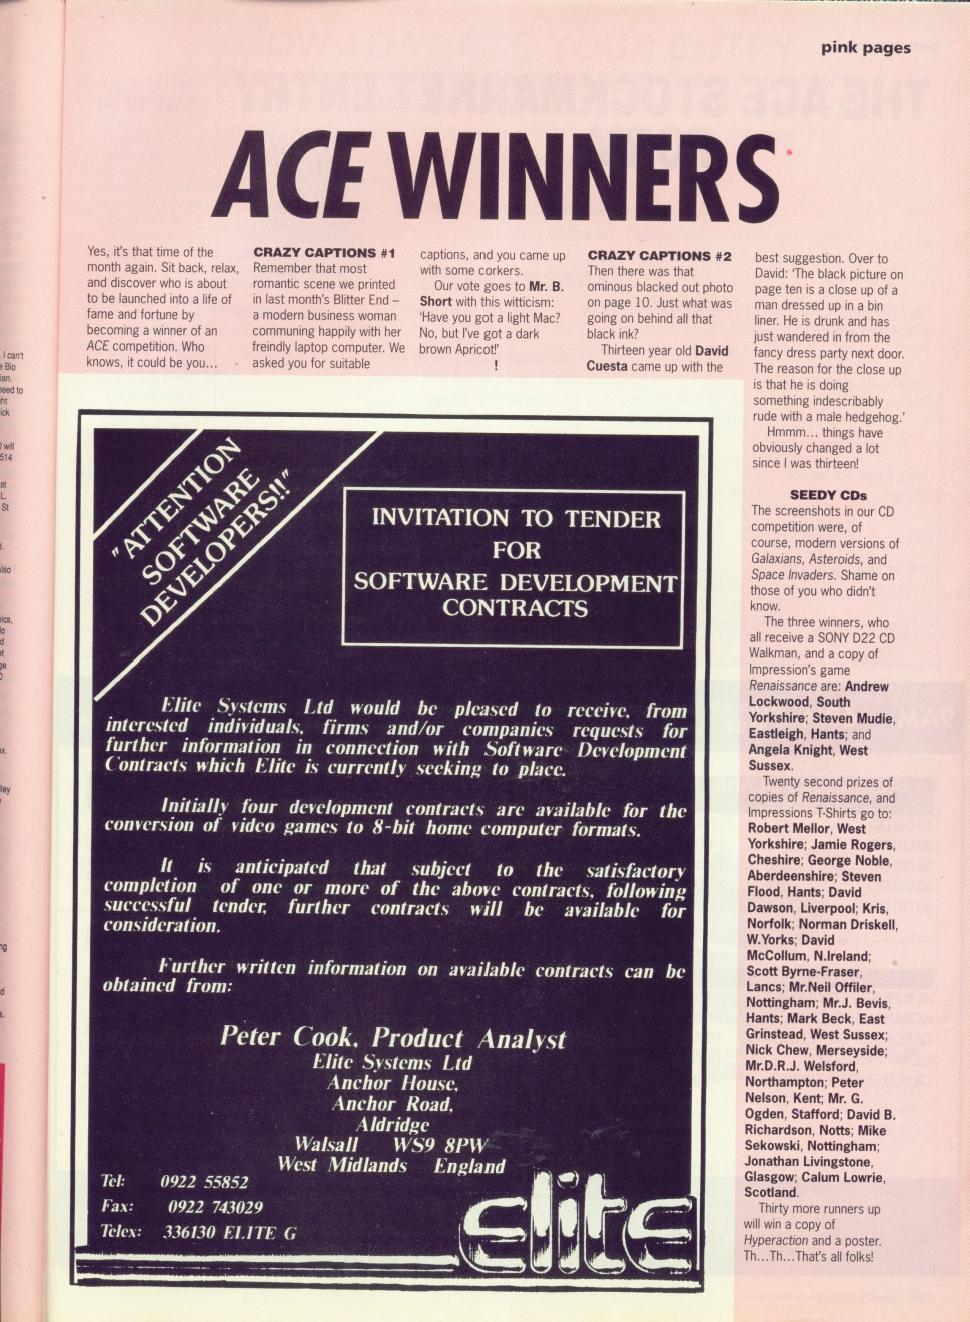 pink pages
ACE WINNERS
Yes, it's that time of the
month again. Sit back, relax,
and discover who is about
to be launched into a life of
fame and fortune by
becoming a winner of an
ACE competition. Who
knows, it could be you...
CRAZY CAPTIONS #1
Remember that most
romantic scene we printed
in last month's Blitter End –
a modern business woman
communing happily with her
freindly laptop computer. We
asked you for suitable
captions, and you came up
with some corkers.
Our vote goes to Mr. B.
Short with this witticism:
'Have you got a light Mac?
No, but I've got a dark
brown Apricot!'
!
CRAZY CAPTIONS #2
Then there was that
ominous blacked out photo
on page 10. Just what was
going on behind all that
black ink?
Thirteen year old David
Cuesta came up with the
best suggestion. Over to
David: 'The black picture on
page ten is a close up of a
man dressed up in a bin
liner. He is drunk and has
just wandered in from the
fancy dress party next door.
The reason for the close up
is that he is doing
something indescribably
rude with a male hedgehog.'
Hmmm... things have
obviously changed a lot
since I was thirteen!
SEEDY CDs
The screenshots in our CD
competition were, of
course, modern versions of
Galaxians, Asteroids, and
Space Invaders. Shame on
those of you who didn't
know.
The three winners, who
all receive a SONY D22 CD
Walkman, and a copy of
Impression's game
Renaissance are: Andrew
Lockwood, South
Yorkshire; Steven Mudie,
Eastleigh, Hants; and
Angela Knight, West
Sussex.
Twenty second prizes of
copies of Renaissance, and
Impressions T-Shirts go to:
Robert Mellor, West
Yorkshire; Jamie Rogers,
Cheshire; George Noble,
Aberdeenshire; Steven
Flood, Hants; David
Dawson, Liverpool; Kris,
Norfolk; Norman Driskell,
W.Yorks; David
McCollum, N.Ireland;
Scott Byrne-Fraser,
Lancs; Mr.Neil Offiler,
Nottingham; Mr.J. Bevis,
Hants; Mark Beck, East
Grinstead, West Sussex;
Nick Chew, Merseyside;
Mr.D.R.J. Welsford,
Northampton; Peter
Nelson, Kent; Mr. G.
Ogden, Stafford; David B.
Richardson, Notts; Mike
Sekowski, Nottingham;
Jonathan Livingstone,
Glasgow; Calum Lowrie,
Scotland.
Thirty more runners up
will win a copy of
Hyperaction and a poster.
Th...Th...That's all folks!
"ATTENTION
SOFTWARE
DEVELOPERS!!"
INVITATION TO TENDER
FOR
SOFTWARE DEVELOPMENT
CONTRACTS
Elite Systems Ltd would be pleased to receive, from
interested individuals, firms and/or companies requests for
further information in connection with Software Development
Contracts which Elite is currently seeking to place.
Initially four development contracts are available for the
conversion of video games to 8-bit home computer formats.
It is anticipated that subject to the satisfactory
completion of one or more of the above contracts, following
successful tender, further contracts will be available for
consideration.
Further written information on available contracts can be
obtained from:
Peter Cook, Product Analyst
Elite Systems Ltd
Anchor House,
Anchor Road,
Aldridge
Walsall WS9 8PW
West Midlands England
Tel: 0922 55852
Fax: 0922 743029
Telex: 336130 ELITE G
elite